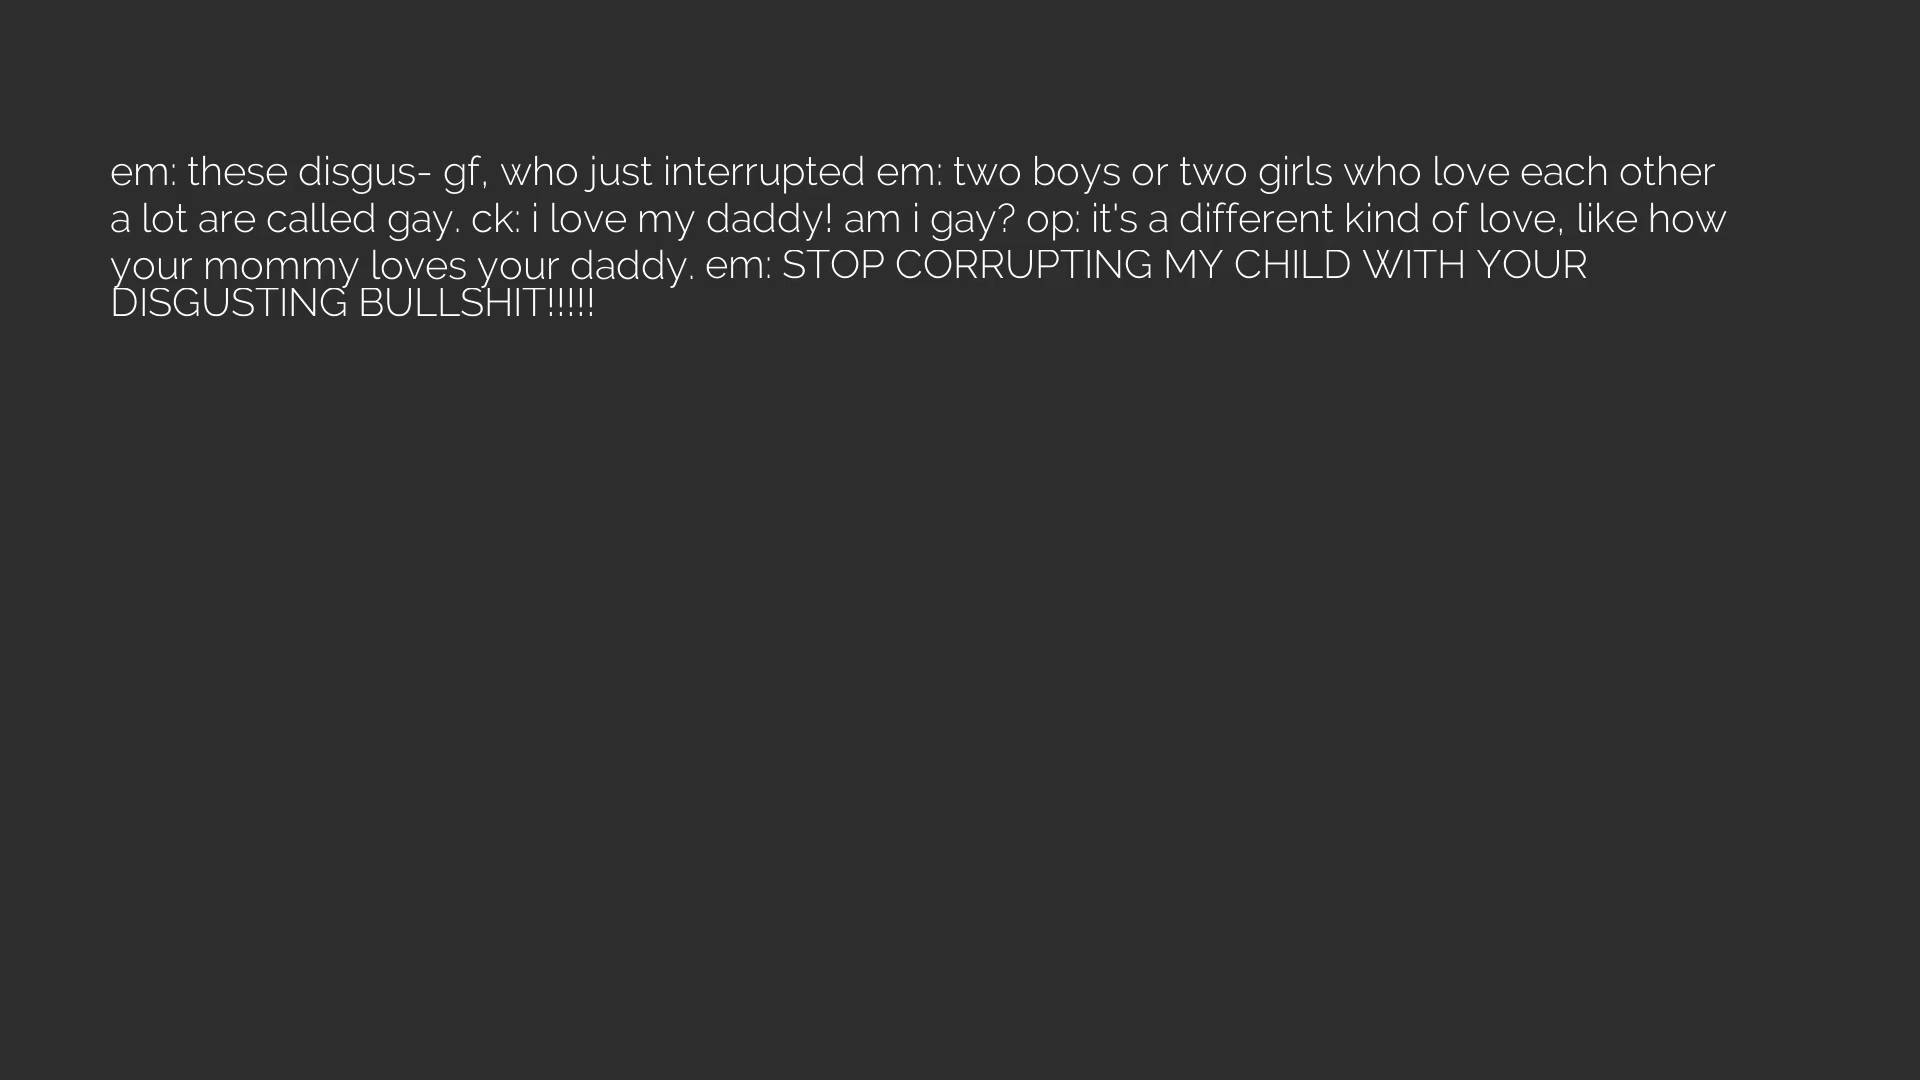 em: these disgus- gf, who just interrupted em: two boys or two girls who love each other
a lot are called gay. ck: i love my daddy! am i gay? op: it's a different kind of love, like how
your mommy loves your daddy. em: STOP CORRUPTING MY CHILD WITH YOUR
DISGUSTING BULLSHIT!!!!!